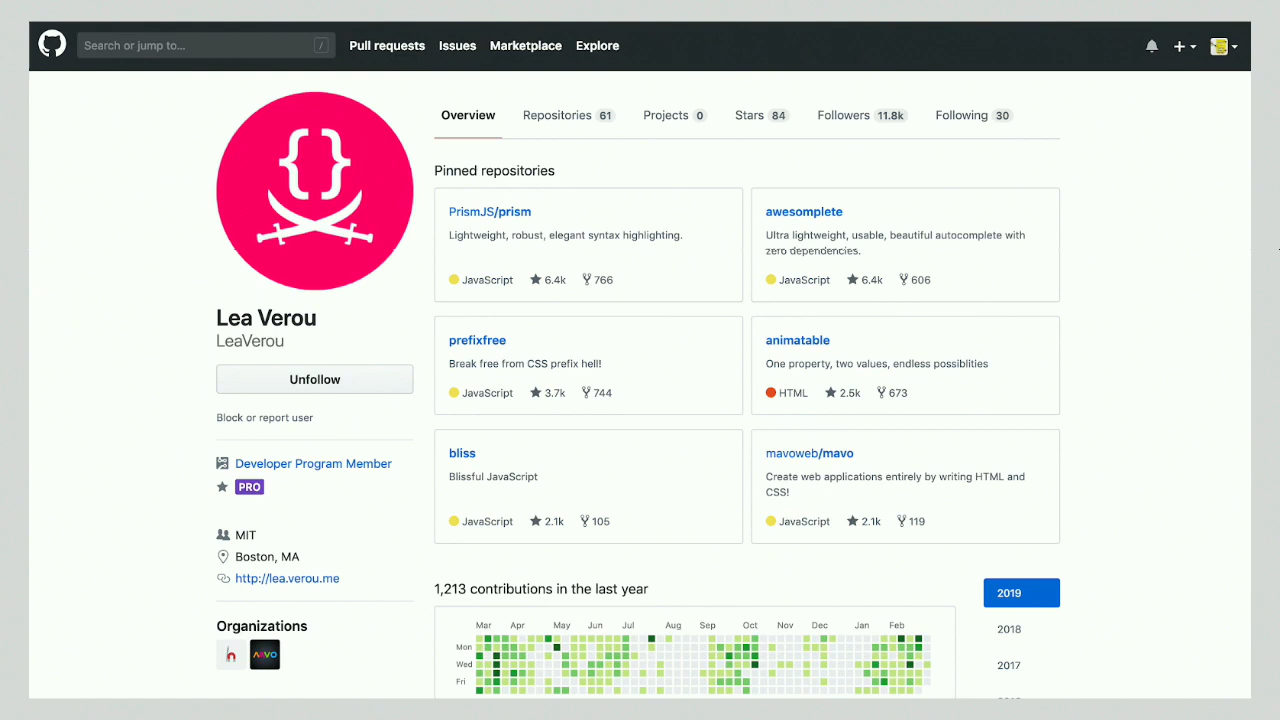 Search or jump to... / Pull requests Issues Marketplace Explore
Overview Repositories 61 Projects 0 Stars 84 Followers 11.8k Following 30
Lea Verou
LeaVerou
Unfollow
Block or report user
Developer Program Member
PRO
MIT
Boston, MA
http://lea.verou.me
Organizations
Pinned repositories
PrismJS/prism
Lightweight, robust, elegant syntax highlighting.
JavaScript 6.4k 766
awesomplete
Ultra lightweight, usable, beautiful autocomplete with
zero dependencies.
JavaScript 6.4k 606
prefixfree
Break free from CSS prefix hell!
JavaScript 3.7k 744
animatable
One property, two values, endless possiblities
HTML 2.5k 673
bliss
Blissful JavaScript
JavaScript 2.1k 105
mavoweb/mavo
Create web applications entirely by writing HTML and
CSS!
JavaScript 2.1k 119
1,213 contributions in the last year
Mar Apr May Jun Jul Aug Sep Oct Nov Dec Jan Feb
Mon
Wed
Fri
2019
2018
2017